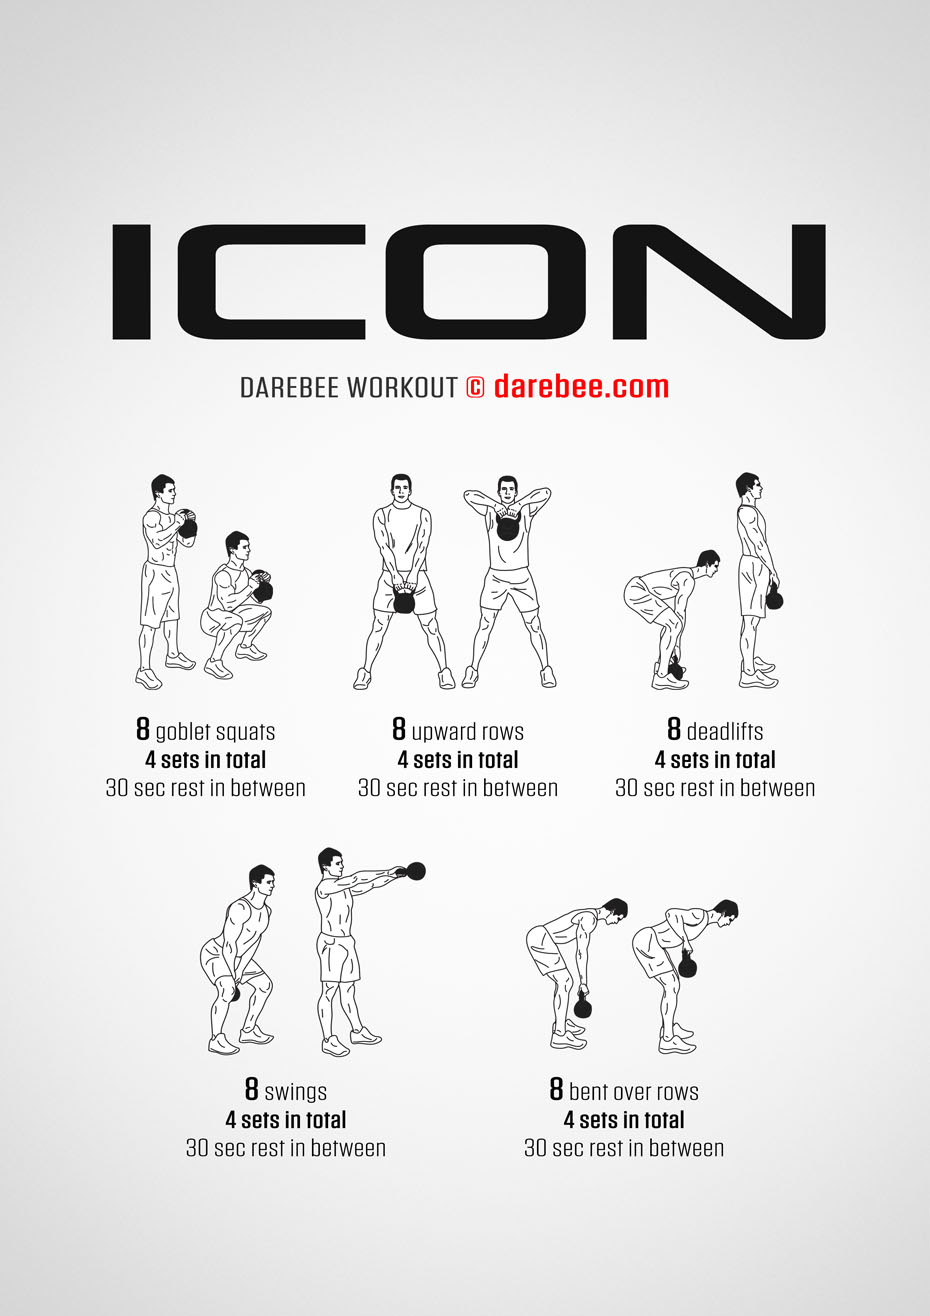 ICON
DAREBEE WORKOUT © darebee.com
8 goblet squats
4 sets in total
30 sec rest in between
8 upward rows
4 sets in total
30 sec rest in between
8 deadlifts
4 sets in total
30 sec rest in between
8 swings
4 sets in total
30 sec rest in between
8 bent over rows
4 sets in total
30 sec rest in between